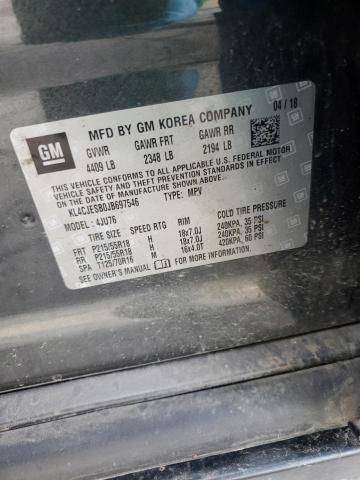 GM
MFD BY GM KOREA COMPANY 04/18
GVWR GAWR FRT GAWR RR
4409 LB 2348 LB 2194 LB
THIS VEHICLE CONFORMS TO ALL APPLICABLE U.S. FEDERAL MOTOR
VEHICLE SAFETY AND THEFT PREVENTION STANDARDS IN EFFECT ON THE DATE OF MANUFACTURE SHOWN ABOVE.
KL4CJESB0JB697546 TYPE: MPV
MODEL: 4JU76
TIRE SIZE SPEED RTG RIM COLD TIRE PRESSURE
FRT P215/55R18 H 18x7.0J 240KPA, 35 PSI
RR P215/55R18 H 18x7.0J 240KPA, 35 PSI
SPA T125/70R16 M 16x4.0T 420KPA, 60 PSI
SEE OWNER'S MANUAL FOR ADDITIONAL INFORMATION.